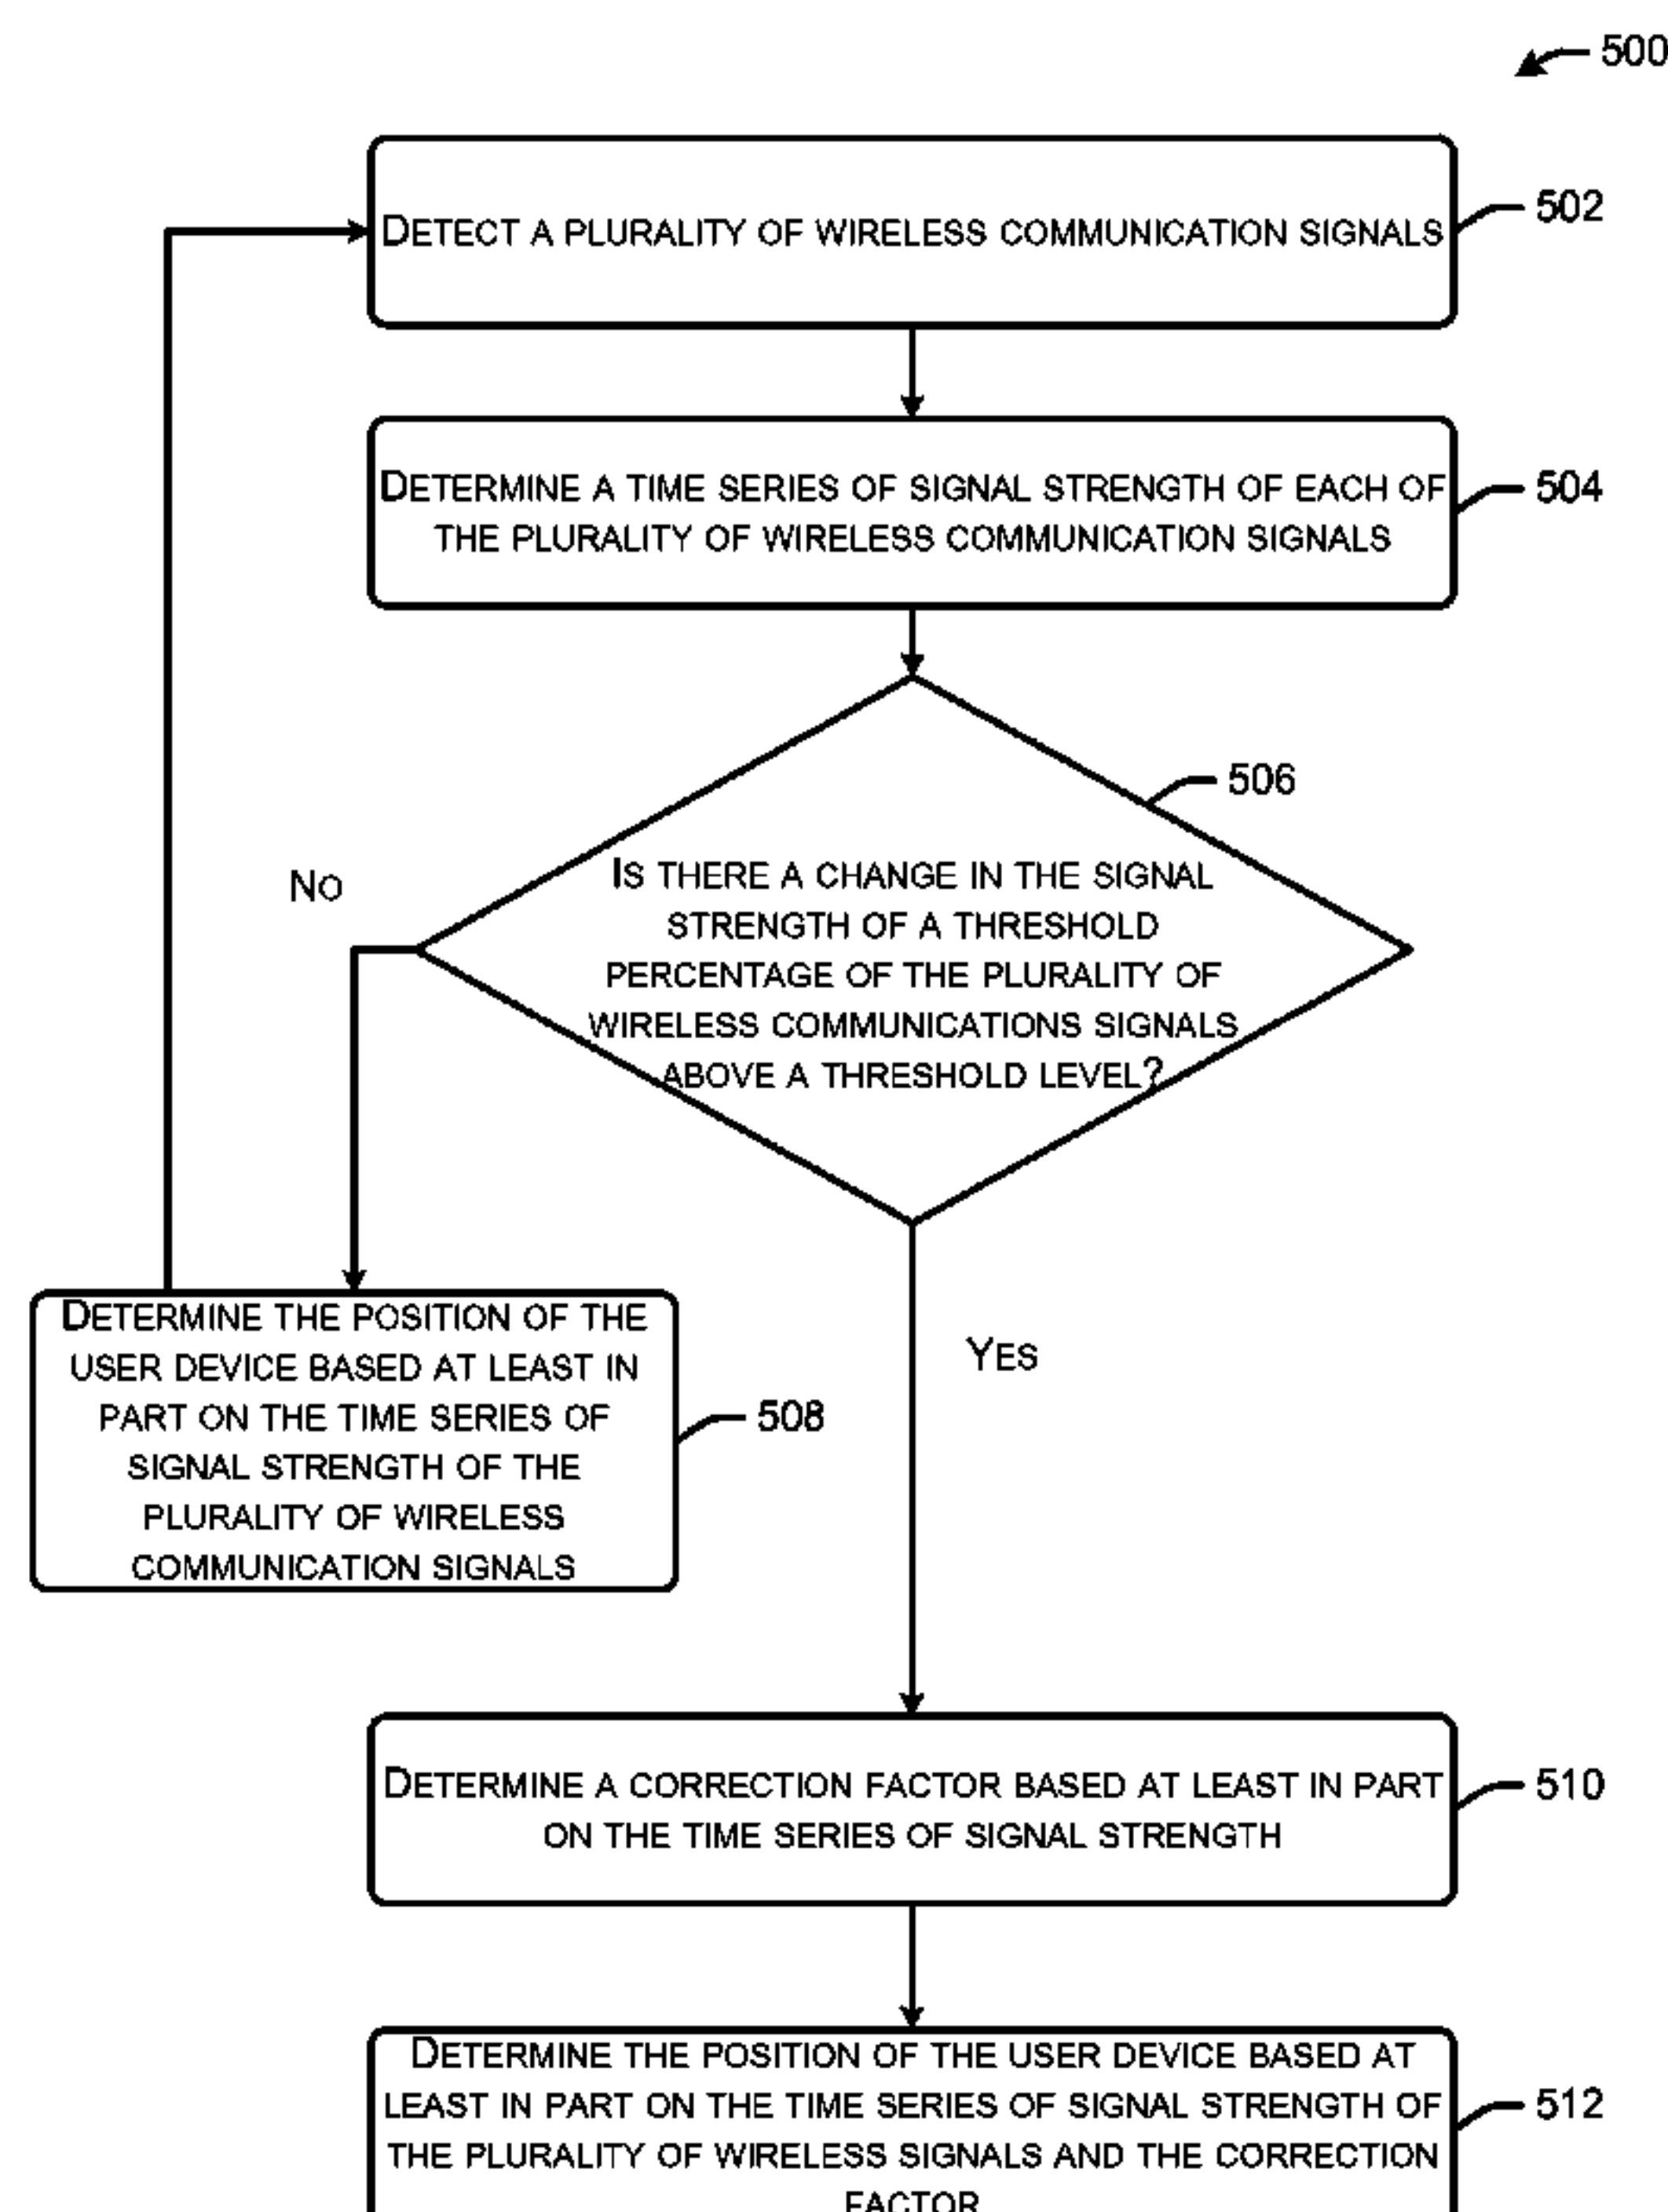 500
DETECT A PLURALITY OF WIRELESS COMMUNICATION SIGNALS
502
DETERMINE A TIME SERIES OF SIGNAL STRENGTH OF EACH OF
THE PLURALITY OF WIRELESS COMMUNICATION SIGNALS
504
506
IS THERE A CHANGE IN THE SIGNAL
STRENGTH OF A THRESHOLD
PERCENTAGE OF THE PLURALITY OF
WIRELESS COMMUNICATIONS SIGNALS
ABOVE A THRESHOLD LEVEL?
NO
YES
DETERMINE THE POSITION OF THE
USER DEVICE BASED AT LEAST IN
PART ON THE TIME SERIES OF
SIGNAL STRENGTH OF THE
PLURALITY OF WIRELESS
COMMUNICATION SIGNALS
508
DETERMINE A CORRECTION FACTOR BASED AT LEAST IN PART
ON THE TIME SERIES OF SIGNAL STRENGTH
510
DETERMINE THE POSITION OF THE USER DEVICE BASED AT
LEAST IN PART ON THE TIME SERIES OF SIGNAL STRENGTH OF
THE PLURALITY OF WIRELESS SIGNALS AND THE CORRECTION
FACTOR
512